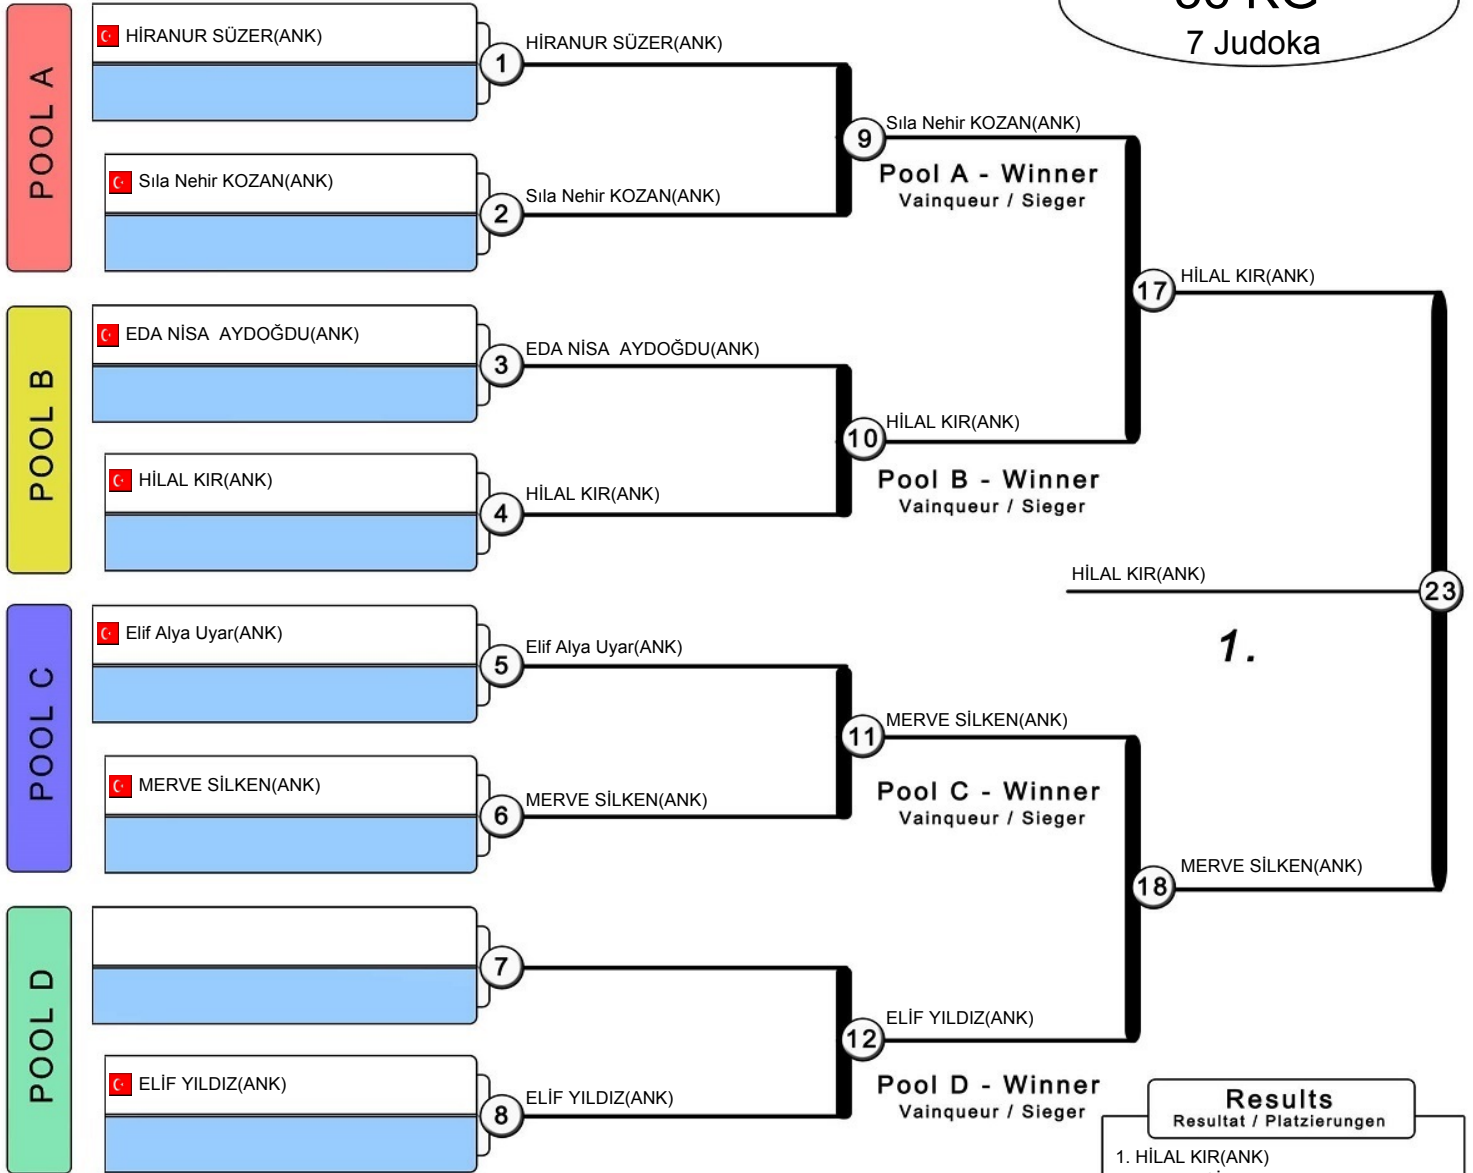 7 Judoka
POOL A
HİRANUR SÜZER(ANK)
1
HİRANUR SÜZER(ANK)
Sıla Nehir KOZAN(ANK)
2
Sıla Nehir KOZAN(ANK)
9
Sıla Nehir KOZAN(ANK)
Pool A - Winner
Vainqueur / Sieger
POOL B
EDA NİSA  AYDOĞDU(ANK)
3
EDA NİSA  AYDOĞDU(ANK)
HİLAL KIR(ANK)
4
HİLAL KIR(ANK)
10
HİLAL KIR(ANK)
Pool B - Winner
Vainqueur / Sieger
17
HİLAL KIR(ANK)
POOL C
Elif Alya Uyar(ANK)
5
Elif Alya Uyar(ANK)
MERVE SİLKEN(ANK)
6
MERVE SİLKEN(ANK)
11
MERVE SİLKEN(ANK)
Pool C - Winner
Vainqueur / Sieger
POOL D
7
ELİF YILDIZ(ANK)
8
ELİF YILDIZ(ANK)
12
ELİF YILDIZ(ANK)
Pool D - Winner
Vainqueur / Sieger
18
MERVE SİLKEN(ANK)
HİLAL KIR(ANK)
23
1.
Results
Resultat / Platzierungen
1. HİLAL KIR(ANK)